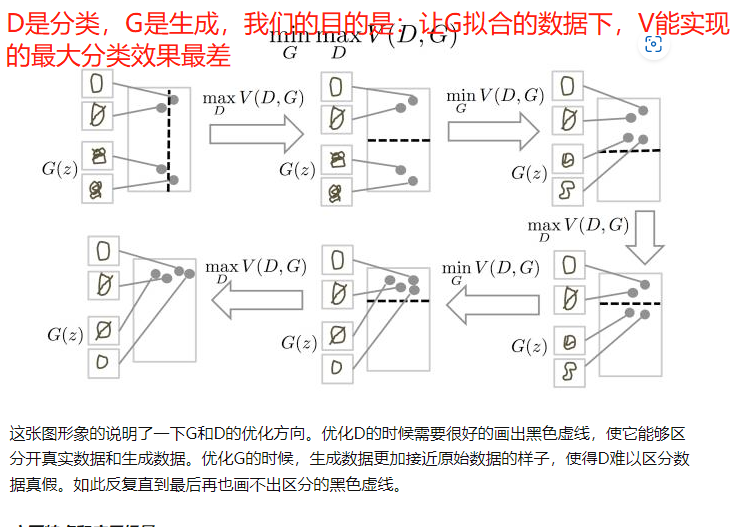 D是分类，G是生成，我们的目的是：让G拟合的数据下，V能实现
的最大分类效果最差
min max V(D,G)
G D
max V(D,G)
D
min V(D,G)
G
G(z)
G(z)
G(z)
max V(D,G)
D
max V(D,G)
D
min V(D,G)
G
G(z)
G(z)
G(z)
这张图形象的说明了一下G和D的优化方向。优化D的时候需要很好的画出黑色虚线，使它能够区
分开真实数据和生成数据。优化G的时候，生成数据更加接近原始数据的样子，使得D难以区分数
据真假。如此反复直到最后再也画不出区分的黑色虚线。